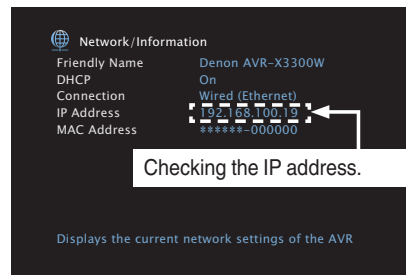 Network/Information
Friendly Name Denon AVR-X3300W
DHCP On
Connection Wired (Ethernet)
IP Address 192.168.100.19
MAC Address ******-000000
Checking the IP address.
Displays the current network settings of the AVR